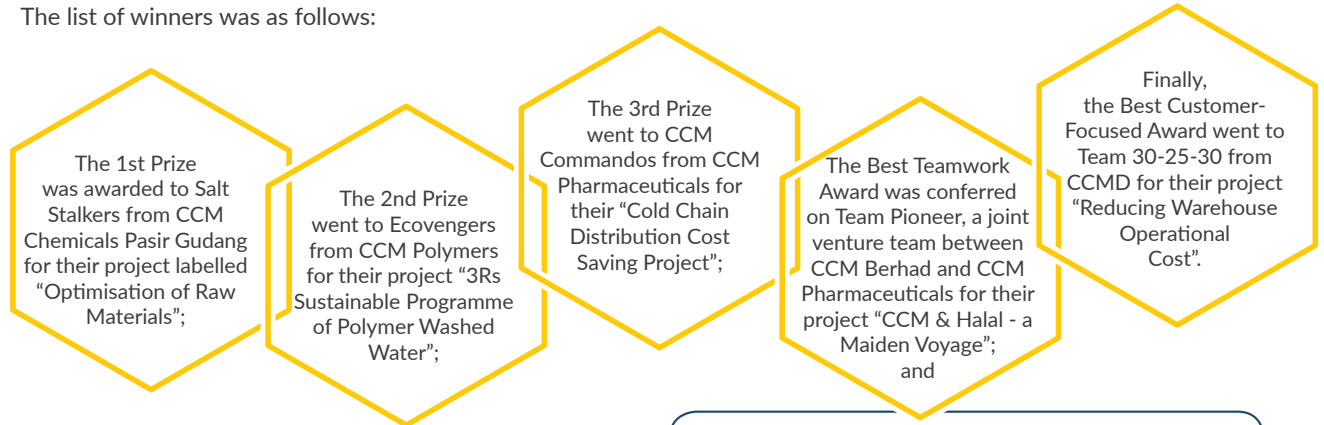 The list of winners was as follows:
The 1st Prize
was awarded to Salt
Stalkers from CCM
Chemicals Pasir Gudang
for their project labelled
“Optimisation of Raw
Materials”;
The 2nd Prize
went to Ecovengers
from CCM Polymers
for their project “3Rs
Sustainable Programme
of Polymer Washed
Water”;
The 3rd Prize
went to CCM
Commandos from CCM
Pharmaceuticals for
their “Cold Chain
Distribution Cost
Saving Project”;
The Best Teamwork
Award was conferred
on Team Pioneer, a joint
venture team between
CCM Berhad and CCM
Pharmaceuticals for their
project “CCM & Halal - a
Maiden Voyage”;
and
Finally,
the Best Customer-
Focused Award went to
Team 30-25-30 from
CCMD for their project
“Reducing Warehouse
Operational
Cost”.